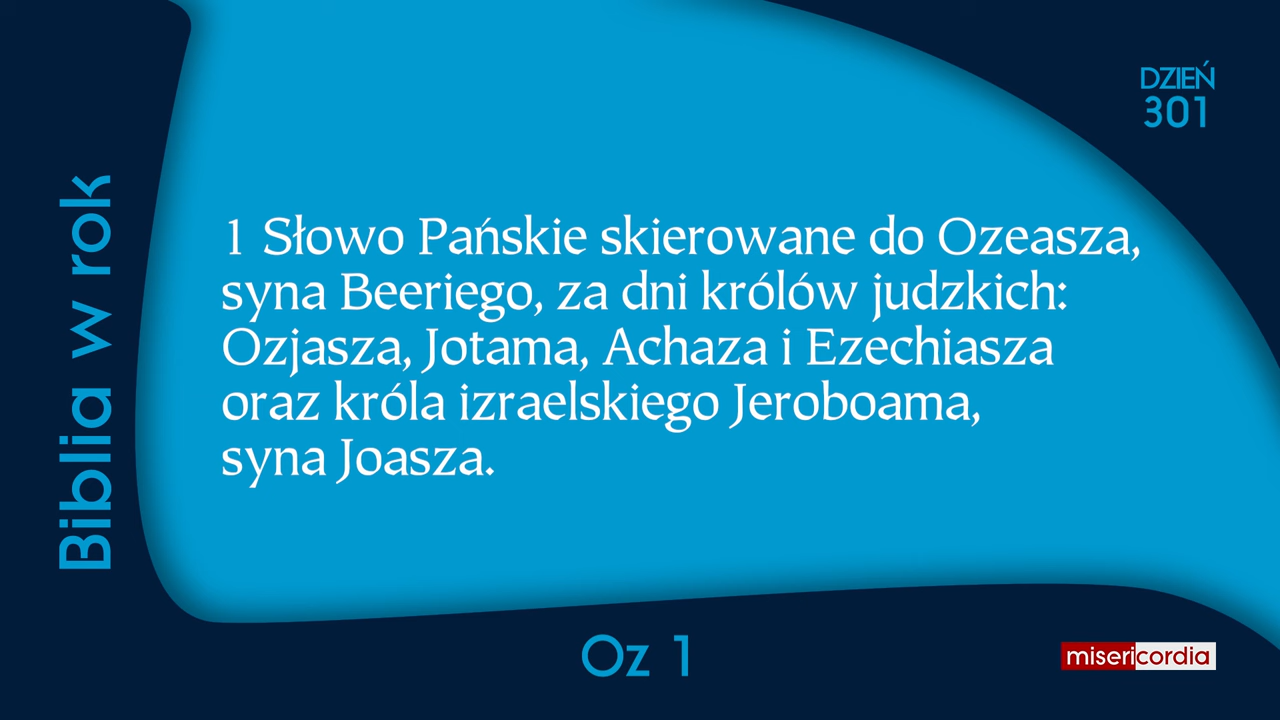 DZIEŃ
301
Biblia w rok
1 Słowo Pańskie skierowane do Ozeasza,
syna Beeriego, za dni królów judzkich:
Ozjasza, Jotama, Achaza i Ezechiasza
oraz króla izraelskiego Jeroboama,
syna Joasza.
Oz 1
misericordia